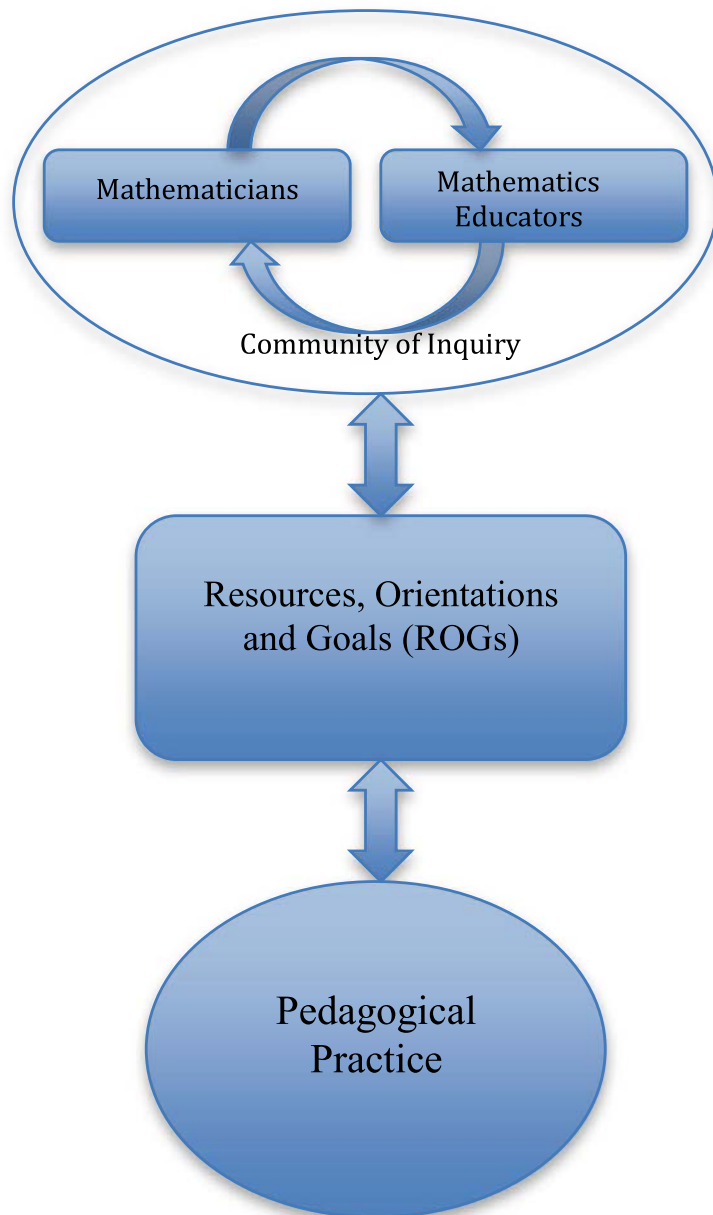 Mathematicians
Mathematics
Educators
Community of Inquiry
Resources, Orientations
and Goals (ROGs)
Pedagogical
Practice